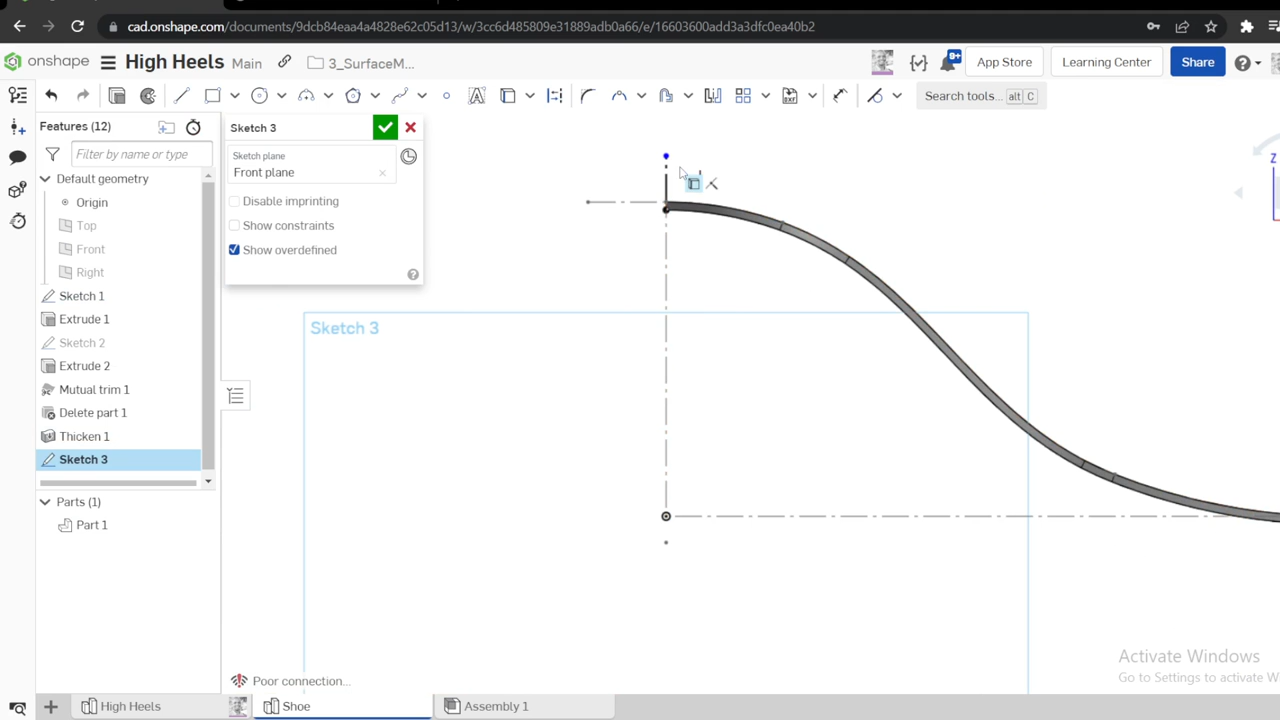 cad.onshape.com/documents/9dcb84eaa4a4828e62c05d13/w/3cc6d485809e31889adb0a66/e/16603600add3a3dfc0ea40b2
onshape High Heels Main 3_SurfaceM... App Store Learning Center Share
Search tools... alt C
Features (12)
Filter by name or type
Default geometry
Origin
Top
Front
Right
Sketch 1
Extrude 1
Sketch 2
Extrude 2
Mutual trim 1
Delete part 1
Thicken 1
Sketch 3
Parts (1)
Part 1
Sketch 3
Sketch plane
Front plane
Disable imprinting
Show constraints
Show overdefined
Sketch 3
Z
Poor connection...
Activate Windows
Go to Settings to activate W
High Heels Shoe Assembly 1